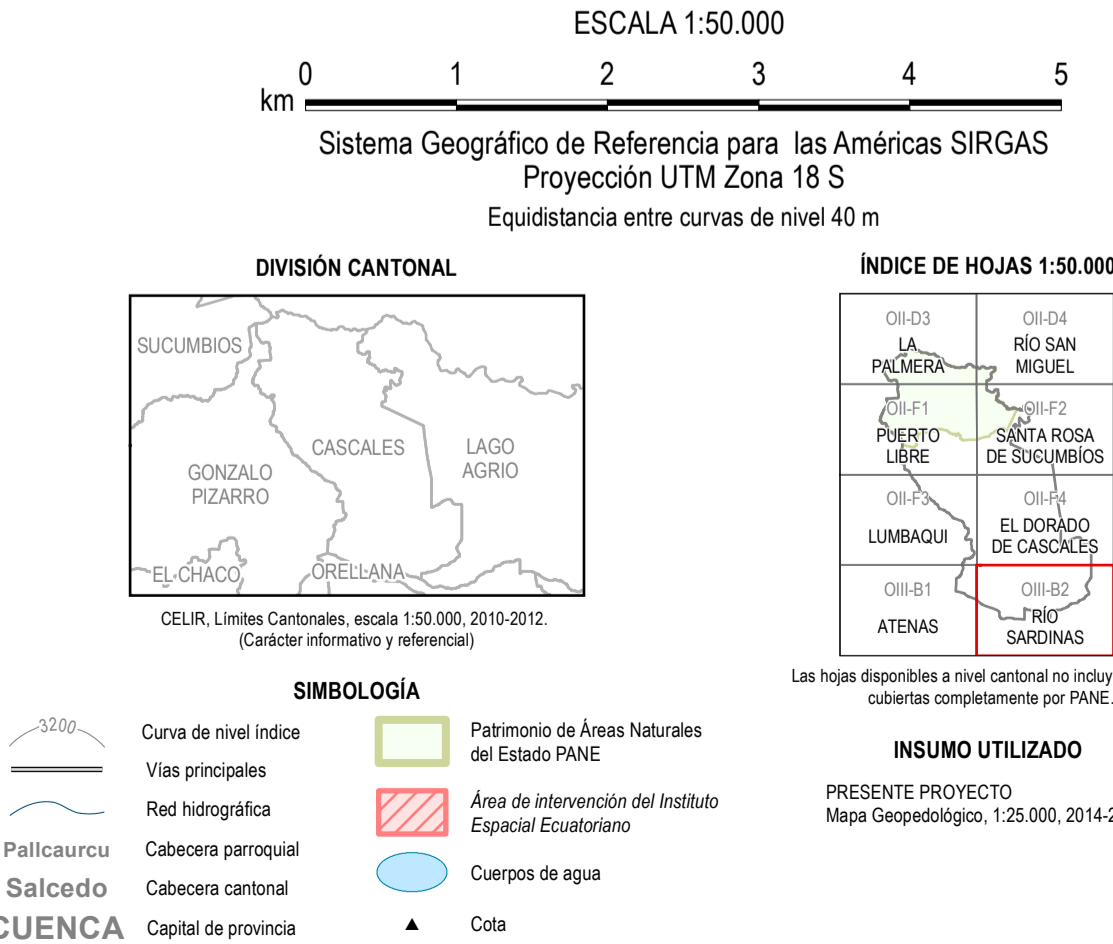 ESCALA 1:50.000
0 1 2 3 4 5
km
Sistema Geográfico de Referencia para las Américas SIRGAS
Proyección UTM Zona 18 S
Equidistancia entre curvas de nivel 40 m
DIVISIÓN CANTONAL
SUCUMBIOS
CASCALES
LAGO
AGRIO
GONZALO
PIZARRO
EL CHACO
ORELLANA
CELIR, Límites Cantonales, escala 1:50.000, 2010-2012.
(Carácter informativo y referencial)
ÍNDICE DE HOJAS 1:50.000
OII-D3
LA
PALMERA
OII-D4
RÍO SAN
MIGUEL
OII-F1
PUERTO
LIBRE
OII-F2
SANTA ROSA
DE SUCUMBÍOS
OII-F3
LUMBAQUI
OII-F4
EL DORADO
DE CASCALES
OIII-B1
ATENAS
OIII-B2
RÍO
SARDINAS
Las hojas disponibles a nivel cantonal no incluy
cubiertas completamente por PANE.
SIMBOLOGÍA
3200
Curva de nivel índice
Vías principales
Red hidrográfica
Pallcaurcu Cabecera parroquial
Salcedo Cabecera cantonal
CUENCA Capital de provincia
Patrimonio de Áreas Naturales
del Estado PANE
Área de intervención del Instituto
Espacial Ecuatoriano
Cuerpos de agua
Cota
INSUMO UTILIZADO
PRESENTE PROYECTO
Mapa Geopedológico, 1:25.000, 2014-2